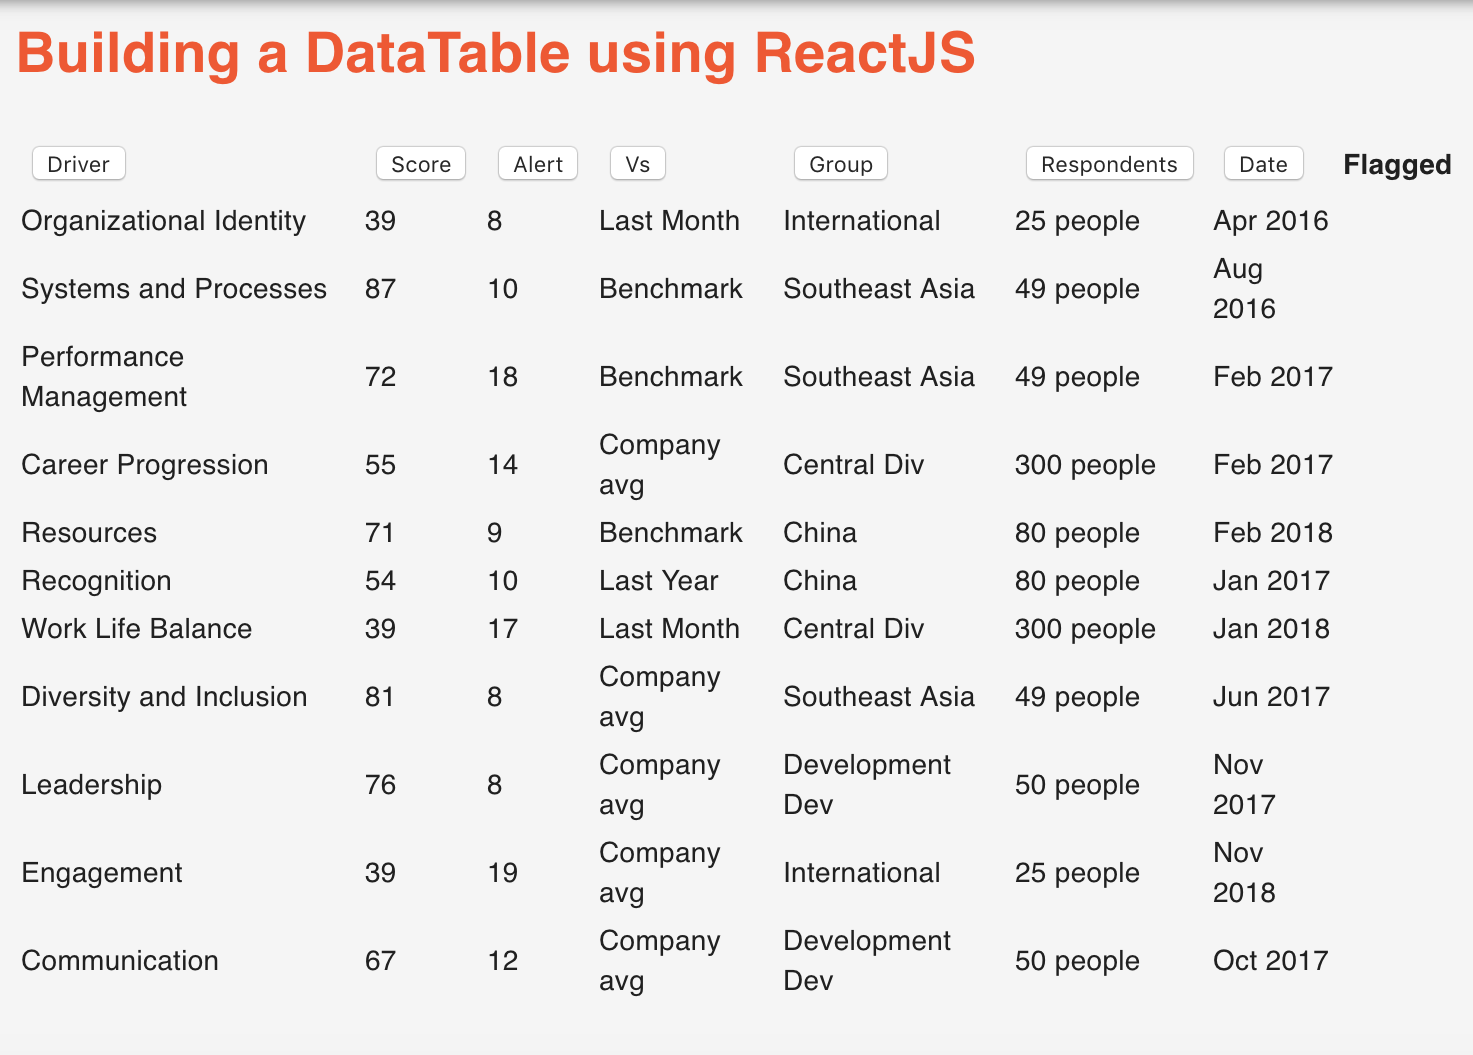 Building a DataTable using ReactJS
Driver Score Alert Vs Group Respondents Date Flagged
Organizational Identity 39 8 Last Month International 25 people Apr 2016
Systems and Processes 87 10 Benchmark Southeast Asia 49 people Aug 2016
Performance Management 72 18 Benchmark Southeast Asia 49 people Feb 2017
Career Progression 55 14 Company avg Central Div 300 people Feb 2017
Resources 71 9 Benchmark China 80 people Feb 2018
Recognition 54 10 Last Year China 80 people Jan 2017
Work Life Balance 39 17 Last Month Central Div 300 people Jan 2018
Diversity and Inclusion 81 8 Company avg Southeast Asia 49 people Jun 2017
Leadership 76 8 Company avg Development Dev 50 people Nov 2017
Engagement 39 19 Company avg International 25 people Nov 2018
Communication 67 12 Company avg Development Dev 50 people Oct 2017